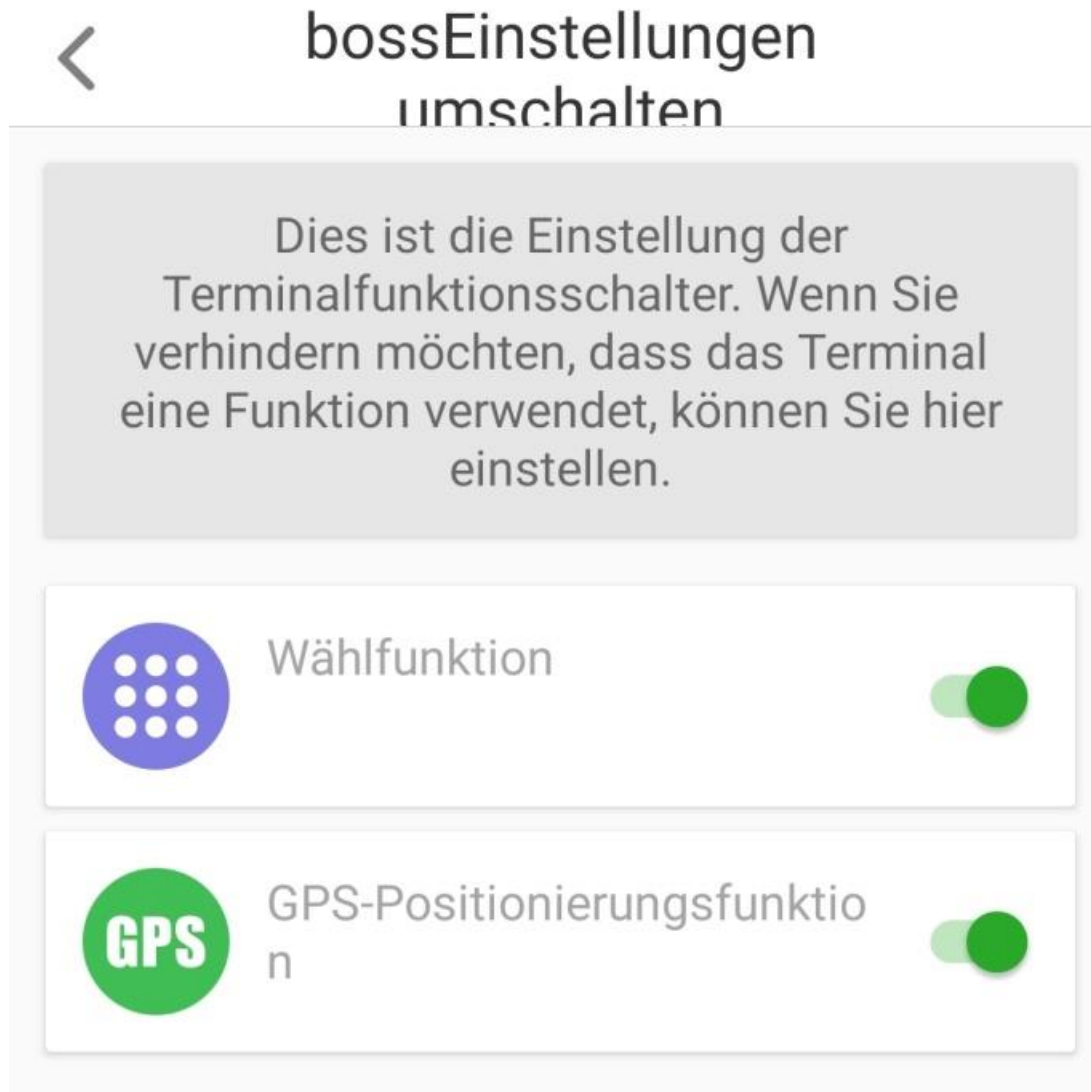 bossEinstellungen
umschalten
Dies ist die Einstellung der
Terminalfunktionsschalter. Wenn Sie
verhindern möchten, dass das Terminal
eine Funktion verwendet, können Sie hier
einstellen.
Wählfunktion
GPS
GPS-Positionierungsfunktio
n